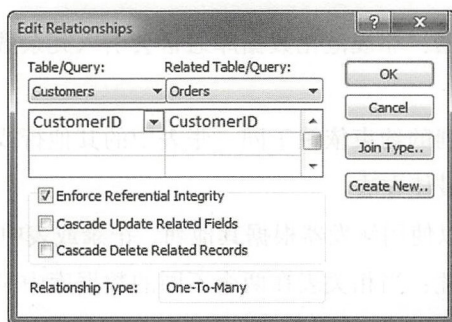 Edit Relationships
? X
Table/Query: Related Table/Query:
Customers Orders
OK
CustomerID CustomerID
Cancel
Join Type..
Create New..
Enforce Referential Integrity
Cascade Update Related Fields
Cascade Delete Related Records
Relationship Type: One-To-Many